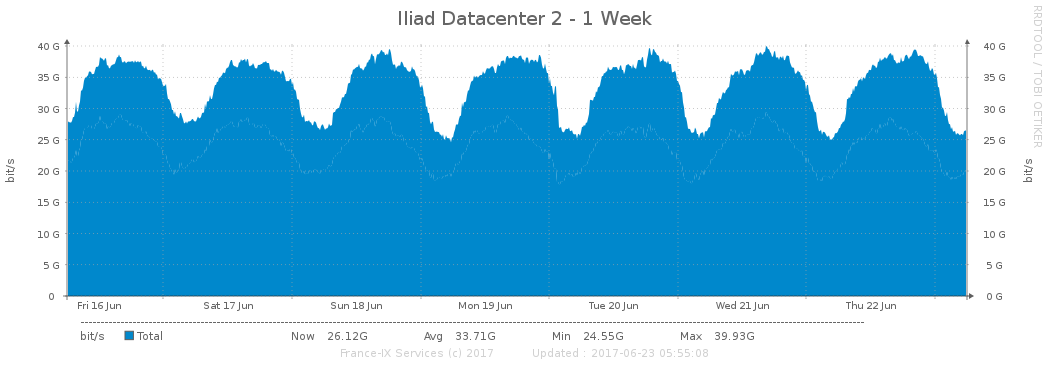 Iliad Datacenter 2 - 1 Week
RRDTOOL / TOBI OETIKER
40 G 40 G
35 G 35 G
30 G 30 G
25 G 25 G
20 G 20 G
15 G 15 G
10 G 10 G
5 G 5 G
0 0 G
bit/s bit/s
Fri 16 Jun Sat 17 Jun Sun 18 Jun Mon 19 Jun Tue 20 Jun Wed 21 Jun Thu 22 Jun
bit/s Total Now 26.12G Avg 33.71G Min 24.55G Max 39.93G
France-IX Services (c) 2017 Updated : 2017-06-23 05:55:08